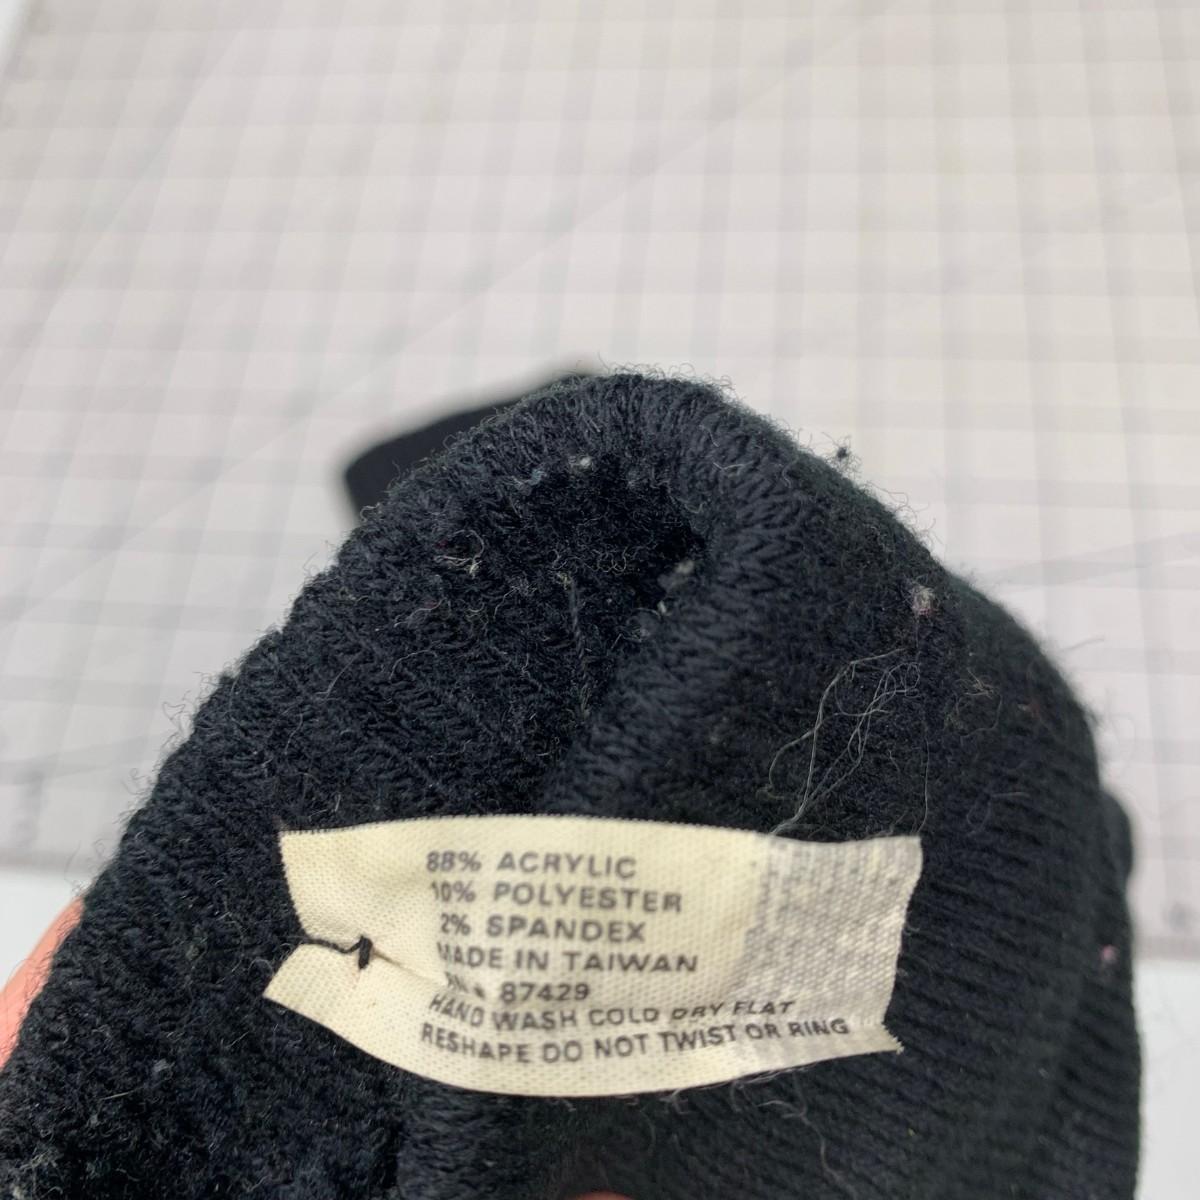 88% ACRYLIC
10% POLYESTER
2% SPANDEX
MADE IN TAIWAN
87429
HAND WASH COLD DRY FLAT
RESHAPE DO NOT TWIST OR RING